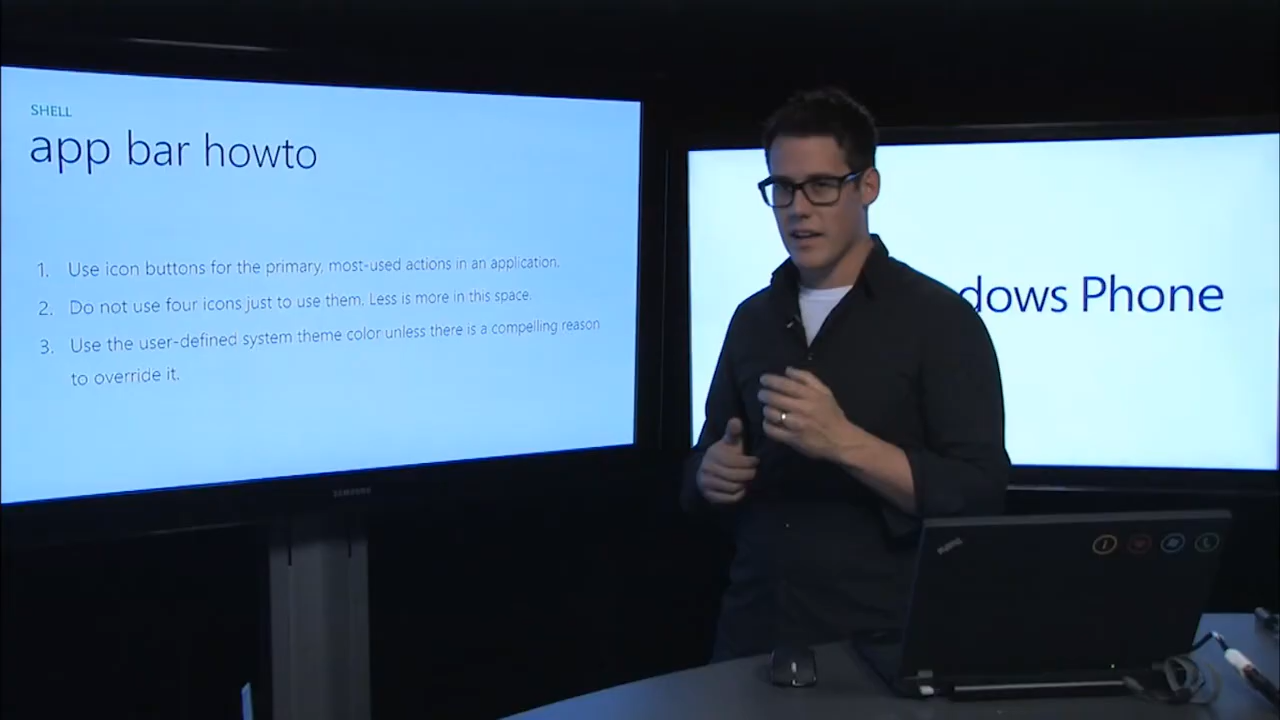 SHELL
app bar howto
1. Use icon buttons for the primary, most-used actions in an application.
2. Do not use four icons just to use them. Less is more in this space.
3. Use the user-defined system theme color unless there is a compelling reason
to override it.
dows Phone
SAMSUNG
ThinkPad